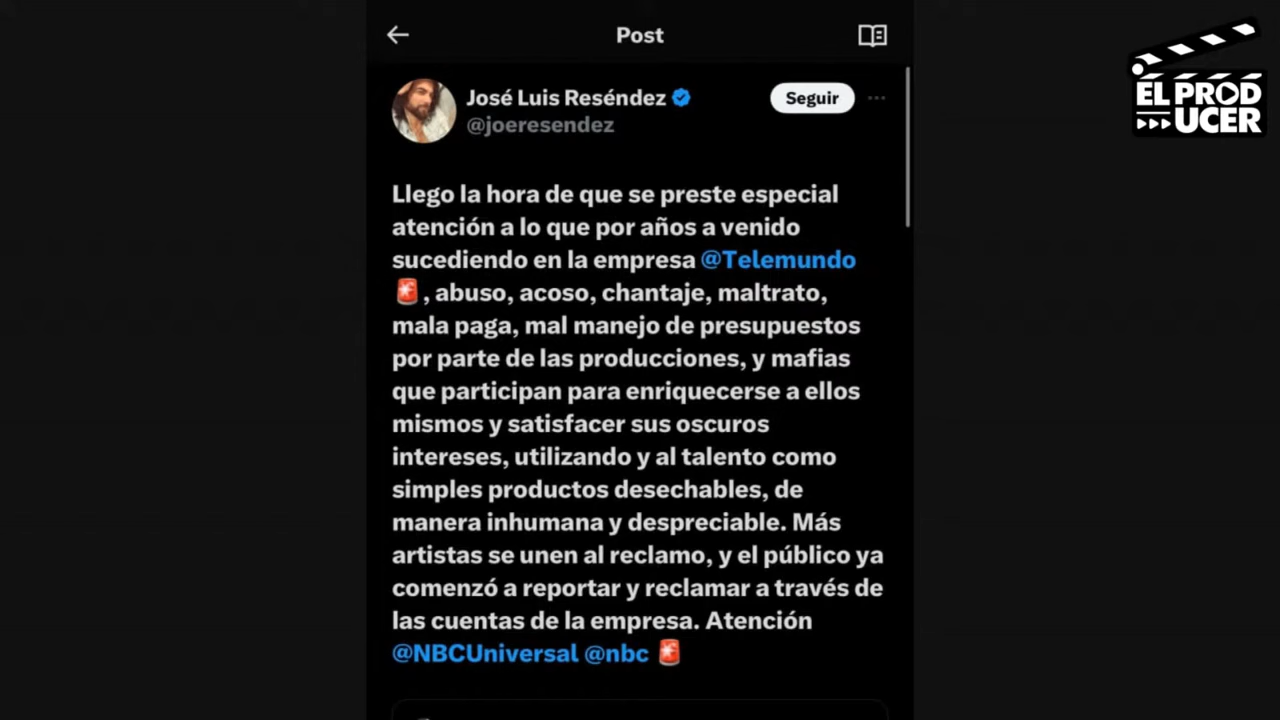 Post
José Luis Reséndez
@joeresendez
Seguir
Llego la hora de que se preste especial
atención a lo que por años a venido
sucediendo en la empresa @Telemundo
🚨, abuso, acoso, chantaje, maltrato,
mala paga, mal manejo de presupuestos
por parte de las producciones, y mafias
que participan para enriquecerse a ellos
mismos y satisfacer sus oscuros
intereses, utilizando y al talento como
simples productos desechables, de
manera inhumana y despreciable. Más
artistas se unen al reclamo, y el público ya
comenzó a reportar y reclamar a través de
las cuentas de la empresa. Atención
@NBCUniversal @nbc 🚨
EL PROD
UCER